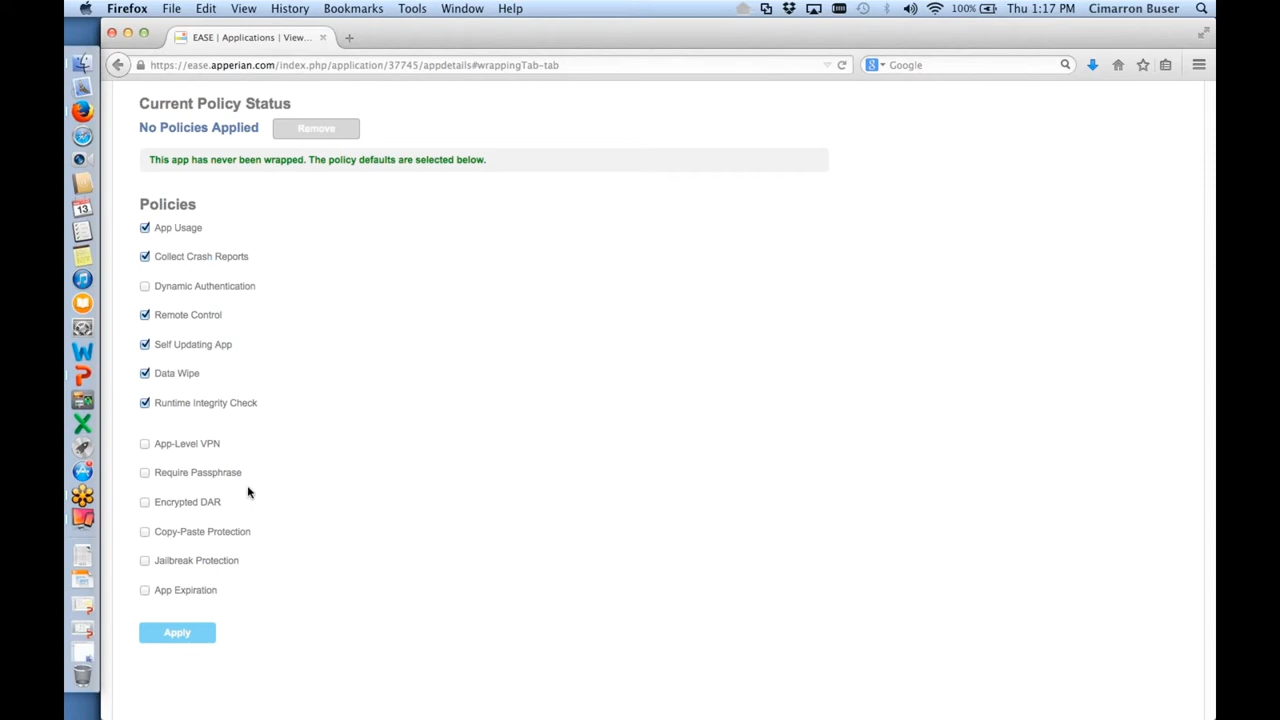 Firefox File Edit View History Bookmarks Tools Window Help 100% Thu 1:17 PM Cimarron Buser
EASE | Applications | View...
https://ease.apperian.com/index.php/application/37745/appdetails#wrappingTab-tab Google
Current Policy Status
No Policies Applied Remove
This app has never been wrapped. The policy defaults are selected below.
Policies
App Usage
Collect Crash Reports
Dynamic Authentication
Remote Control
Self Updating App
Data Wipe
Runtime Integrity Check
App-Level VPN
Require Passphrase
Encrypted DAR
Copy-Paste Protection
Jailbreak Protection
App Expiration
Apply
13